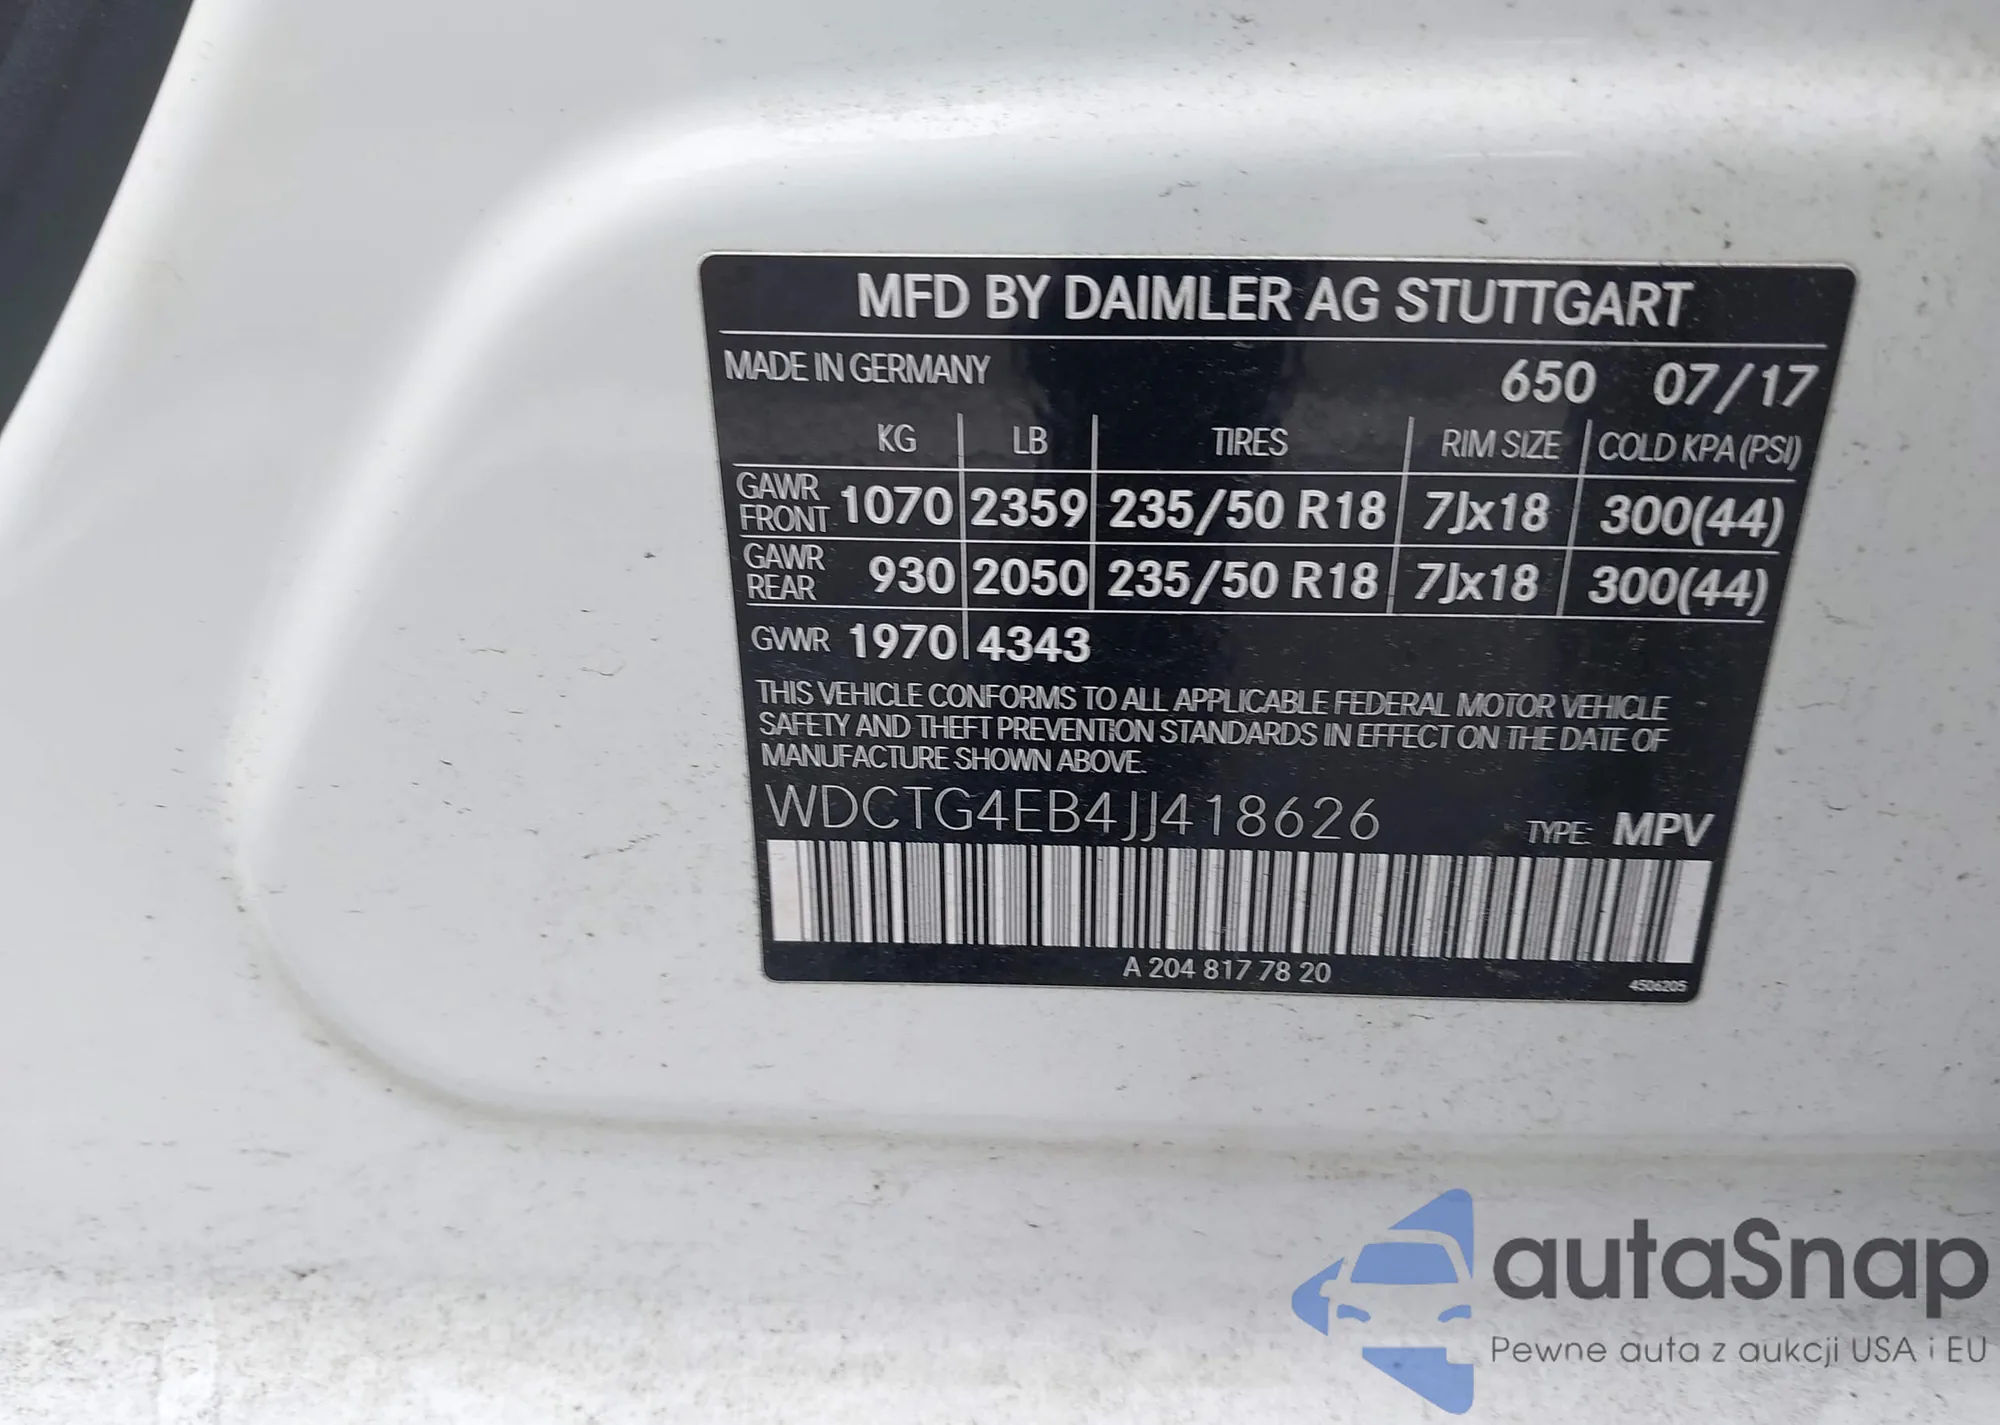 MFD BY DAIMLER AG STUTTGART
MADE IN GERMANY 650 07/17
KG LB TIRES RIM SIZE COLD KPA (PSI)
GAWR FRONT 1070 2359 235/50 R18 7Jx18 300(44)
GAWR REAR 930 2050 235/50 R18 7Jx18 300(44)
GVWR 1970 4343
THIS VEHICLE CONFORMS TO ALL APPLICABLE FEDERAL MOTOR VEHICLE
SAFETY AND THEFT PREVENTION STANDARDS IN EFFECT ON THE DATE OF
MANUFACTURE SHOWN ABOVE.
WDCTG4EB4JJ418626 TYPE: MPV
A 204 817 78 20 4506205
autaSnap
Pewne auta z aukcji USA i EU